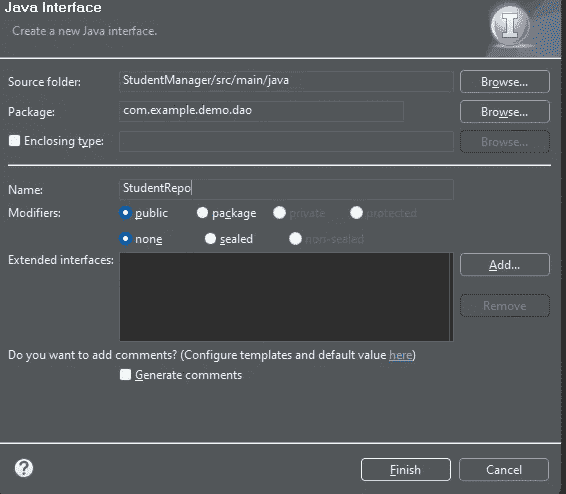 Java Interface
Create a new Java interface.
Source folder: StudentManager/src/main/java Browse...
Package: com.example.demo.dao Browse...
Enclosing type: Browse...
Name: StudentRepo
Modifiers: public package private protected
none sealed non-sealed
Extended interfaces: Add...
Remove
Do you want to add comments? (Configure templates and default value here)
Generate comments
? Finish Cancel